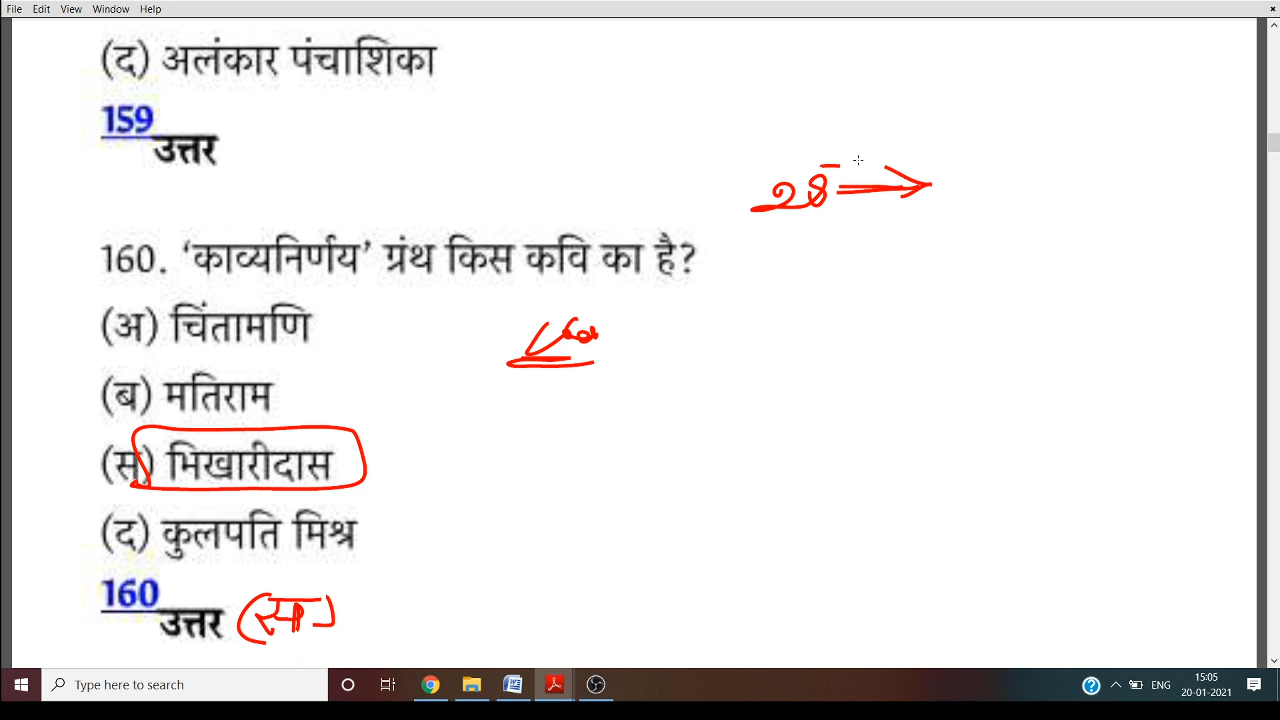 File Edit View Window Help
(द) अलंकार पंचाशिका
159
उत्तर
28
160. ‘काव्यनिर्णय’ ग्रंथ किस कवि का है?
(अ) चिंतामणि
(ब) मतिराम
(स) भिखारीदास
(द) कुलपति मिश्र
160
उत्तर (स)
Type here to search
ENG
15:05
20-01-2021